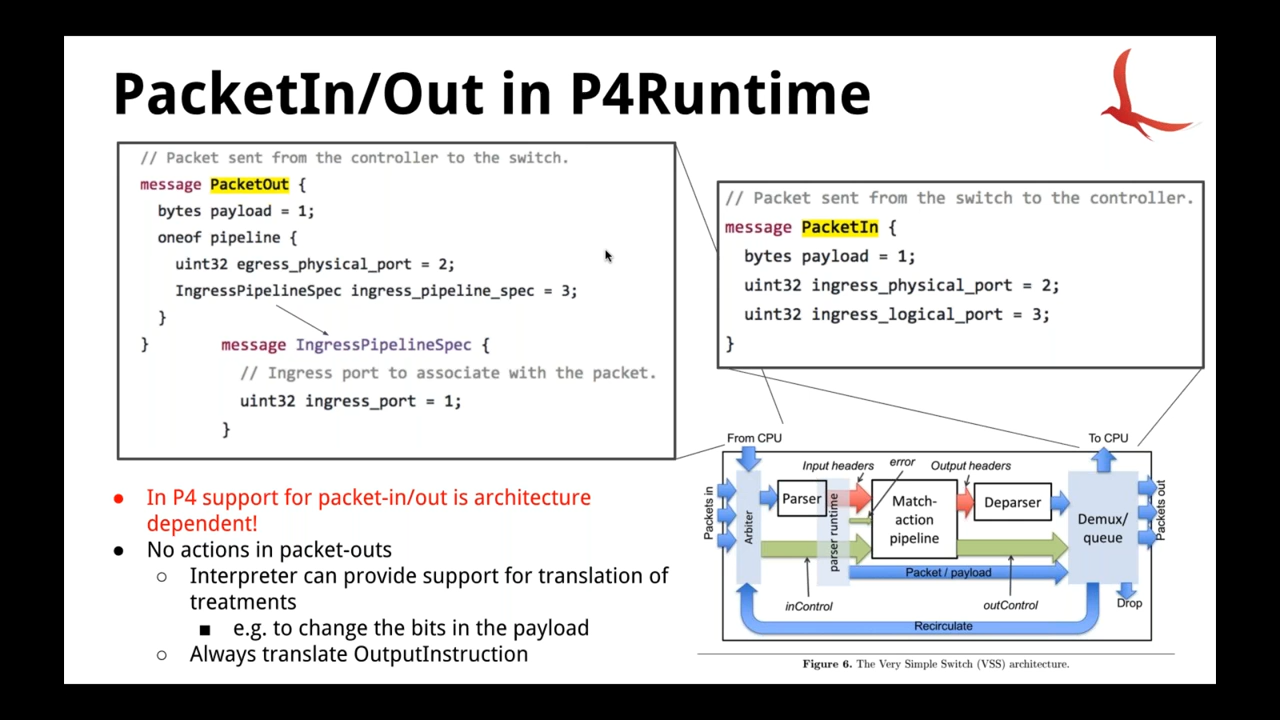 PacketIn/Out in P4Runtime
// Packet sent from the controller to the switch.
message PacketOut {
bytes payload = 1;
oneof pipeline {
uint32 egress_physical_port = 2;
IngressPipelineSpec ingress_pipeline_spec = 3;
}
}
message IngressPipelineSpec {
// Ingress port to associate with the packet.
uint32 ingress_port = 1;
}
// Packet sent from the switch to the controller.
message PacketIn {
bytes payload = 1;
uint32 ingress_physical_port = 2;
uint32 ingress_logical_port = 3;
}
● In P4 support for packet-in/out is architecture
dependent!
● No actions in packet-outs
○ Interpreter can provide support for translation of
treatments
■ e.g. to change the bits in the payload
○ Always translate OutputInstruction
From CPU
To CPU
Input headers
error
Output headers
Packets in
Arbiter
Parser
parser runtime
Match-
action
pipeline
Deparser
Demux/
queue
Packets out
Packet / payload
inControl
outControl
Drop
Recirculate
Figure 6. The Very Simple Switch (VSS) architecture.